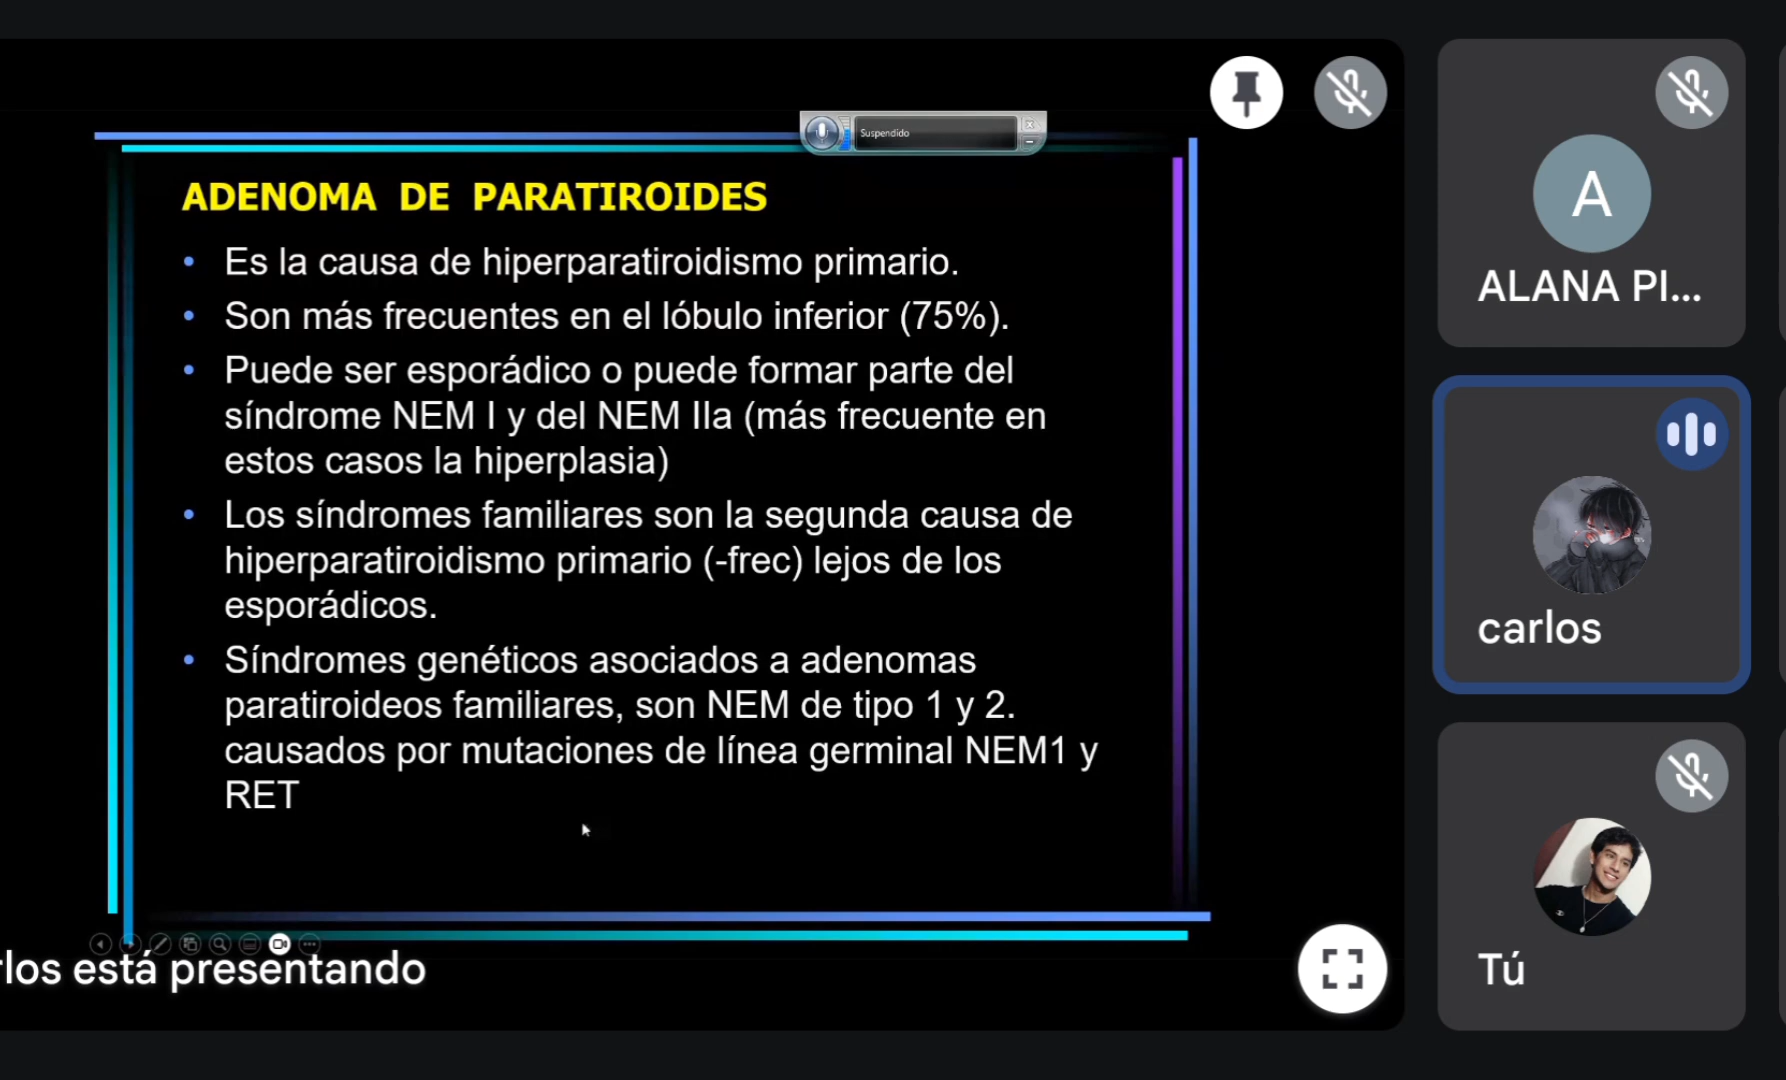 Suspendido
ADENOMA DE PARATIROIDES
• Es la causa de hiperparatiroidismo primario.
• Son más frecuentes en el lóbulo inferior (75%).
• Puede ser esporádico o puede formar parte del
síndrome NEM I y del NEM IIa (más frecuente en
estos casos la hiperplasia)
• Los síndromes familiares son la segunda causa de
hiperparatiroidismo primario (-frec) lejos de los
esporádicos.
• Síndromes genéticos asociados a adenomas
paratiroideos familiares, son NEM de tipo 1 y 2.
causados por mutaciones de línea germinal NEM1 y
RET
rlos está presentando
A
ALANA PI...
carlos
Tú